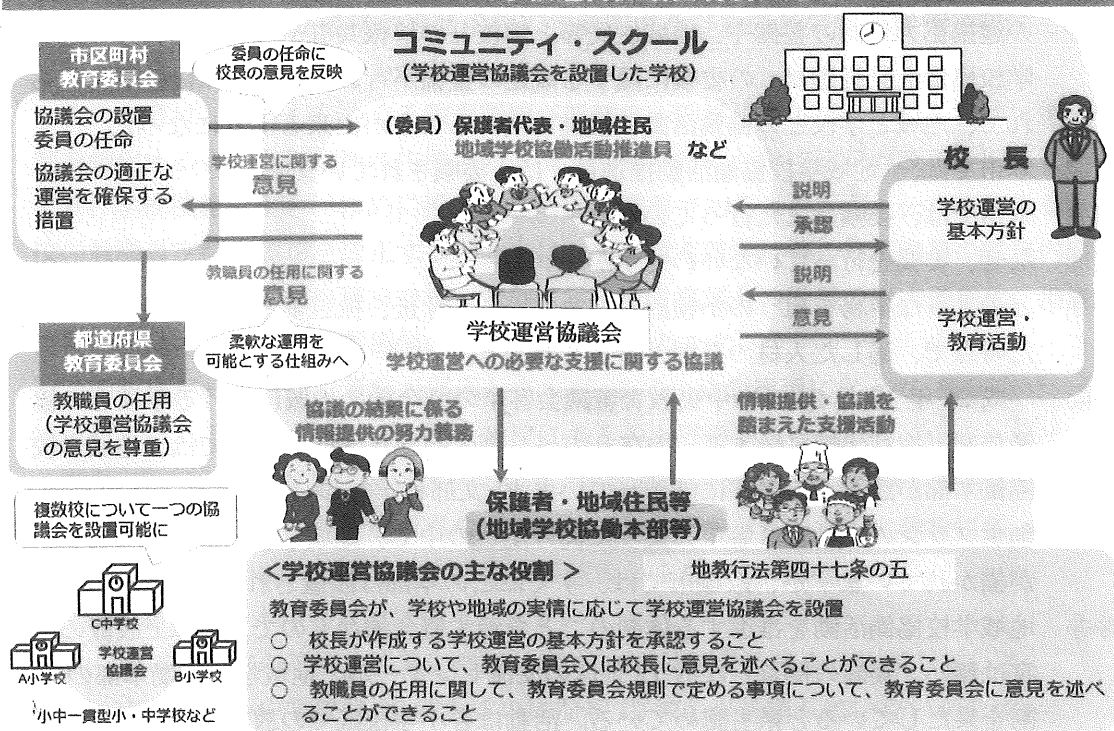 コミュニティ・スクール
(学校運営協議会を設置した学校)
市区町村
教育委員会
委員の任命に
校長の意見を反映
協議会の設置
委員の任命
協議会の適正な
運営を確保する
措置
(委員)保護者代表・地域住民
地域学校協働活動推進員 など
学校運営に関する
意見
教職員の任用に関する
意見
校長
説明
承認
学校運営の
基本方針
説明
意見
学校運営・
教育活動
学校運営協議会
学校運営への必要な支援に関する協議
都道府県
教育委員会
柔軟な運用を
可能とする仕組みへ
教職員の任用
(学校運営協議会
の意見を尊重)
協議の結果に係る
情報提供の努力義務
情報提供・協議を
踏まえた支援活動
保護者・地域住民等
(地域学校協働本部等)
複数校について一つの協
議会を設置可能に
C中学校
A小学校
学校運営
協議会
B小学校
小中一貫型小・中学校など
<学校運営協議会の主な役割 >
地教行法第四十七条の五
教育委員会が、学校や地域の実情に応じて学校運営協議会を設置
○ 校長が作成する学校運営の基本方針を承認すること
○ 学校運営について、教育委員会又は校長に意見を述べることができること
○ 教職員の任用に関して、教育委員会規則で定める事項について、教育委員会に意見を述べ
ることができること